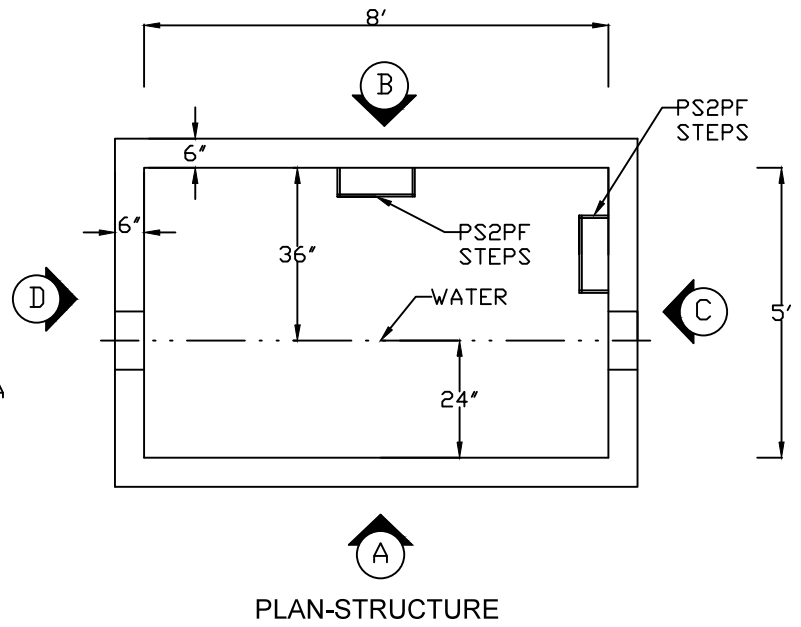 8'
B
PS2PF
STEPS
6"
6"
36"
PS2PF
STEPS
D
WATER
C
5'
24"
A
A
PLAN-STRUCTURE